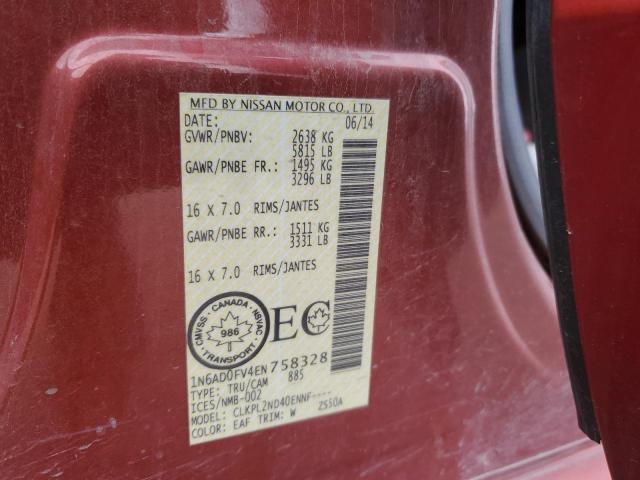 MFD BY NISSAN MOTOR CO., LTD.
DATE: 06/14
GVWR/PNBV: 2638 KG
5815 LB
GAWR/PNBE FR.: 1495 KG
3296 LB
16 X 7.0 RIMS/JANTES
GAWR/PNBE RR.: 1511 KG
3331 LB
16 X 7.0 RIMS/JANTES
CMVSS · CANADA · NSVAC
986
EC
1N6AD0FV4EN758328
TYPE: TRU/CAM 885
ICES/NMB-002
MODEL: CLKPL2ND40ENNF----
COLOR: EAF TRIM: W ZS50A